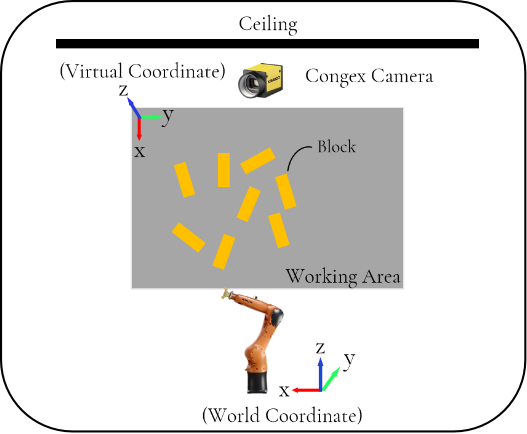 Ceiling
(Virtual Coordinate)
Congex Camera
z
y
x
Block
Working Area
z
y
x
(World Coordinate)